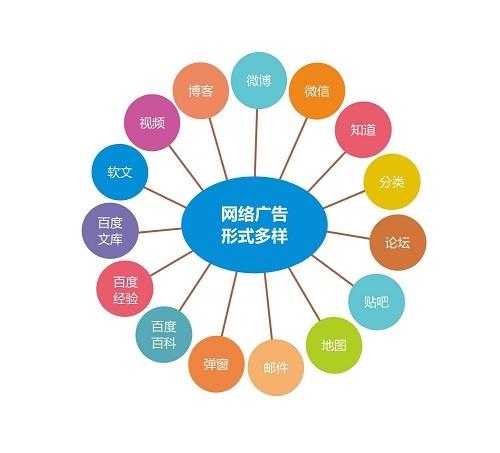 网络广告
形式多样
微博
微信
知道
分类
论坛
贴吧
地图
邮件
弹窗
百度
百科
百度
经验
百度
文库
软文
视频
博客